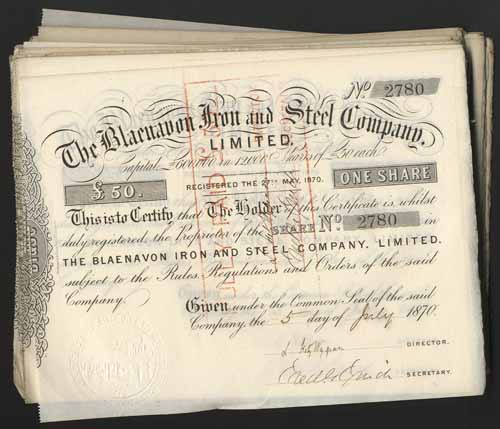 No 2780
The Blaenavon Iron and Steel Company,
LIMITED.
Capital £600,000 in 12,000 Shares of £50 each
REGISTERED THE 27TH MAY, 1870.
£50.
ONE SHARE
This is to Certify that The Holder of this Certificate is, whilst
duly registered, the Proprietor of the SHARE No 2780 in
THE BLAENAVON IRON AND STEEL COMPANY, LIMITED.
subject to the Rules, Regulations and Orders of the said
Company.
Given under the Common Seal of the said
Company, the 5 day of July 1870.
DIRECTOR.
SECRETARY.